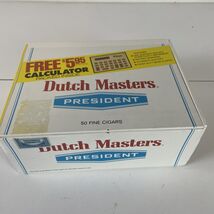 FREE $5.95
CALCULATOR
Dutch Masters
PRESIDENT
50 FINE CIGARS
Dutch Masters
PRESIDENT